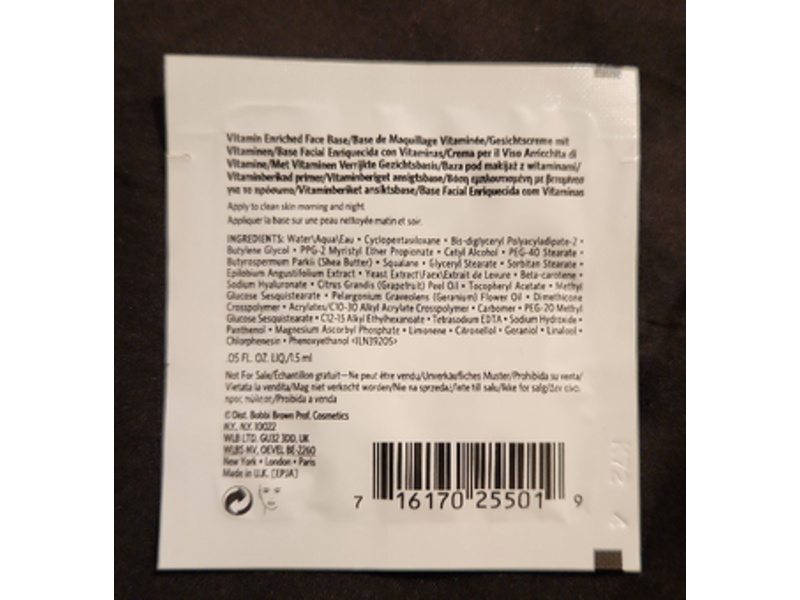 Vitamin Enriched Face Base/Base de Maquillage Vitaminée/Gesichtscreme mit
Vitaminen/Base Facial Enriquecida con Vitaminas/Crema per il Viso Arricchita di
Vitamine/Met Vitaminen Verrijkte Gezichtsbasis/Baza pod makijaż z witaminami/
Vitaminberikad primer/Vitaminberiget ansigtsbase/Βάση εμπλουτισμένη με βιταμίνες
για το πρόσωπο/Vitaminberiket ansiktsbase/Base Facial Enriquecida com Vitaminas
Apply to clean skin morning and night.
Appliquer la base sur une peau nettoyée matin et soir.
INGREDIENTS: Water\Aqua\Eau • Cyclopentasiloxane • Bis-diglyceryl Polyacyladipate-2 •
Butylene Glycol • PPG-2 Myristyl Ether Propionate • Cetyl Alcohol • PEG-40 Stearate •
Butyrospermum Parkii (Shea Butter) • Squalane • Glyceryl Stearate • Sorbitan Stearate •
Epilobium Angustifolium Extract • Yeast Extract\Faex\Extrait de Levure • Beta-carotene •
Sodium Hyaluronate • Citrus Grandis (Grapefruit) Peel Oil • Tocopheryl Acetate • Methyl
Glucose Sesquistearate • Pelargonium Graveolens (Geranium) Flower Oil • Dimethicone
Crosspolymer • Acrylates/C10-30 Alkyl Acrylate Crosspolymer • Carbomer • PEG-20 Methyl
Glucose Sesquistearate • C12-15 Alkyl Ethylhexanoate • Tetrasodium EDTA • Sodium Hydroxide •
Panthenol • Magnesium Ascorbyl Phosphate • Limonene • Citronellol • Geraniol • Linalool •
Chlorphenesin • Phenoxyethanol <ILN39205>
.05 FL. OZ. LIQ./1.5 ml
Not For Sale/Échantillon gratuit—Ne peut être vendu/Unverkäufliches Muster/Prohibida su venta/
Vietata la vendita/Mag niet verkocht worden/Nie na sprzedaż/Inte till salu/Ikke for salg/Δεν είναι
προς πώληση/Proibida a venda
© Dist. Bobbi Brown Prof. Cosmetics
N.Y., N.Y. 10022
WLB LTD. GU32 3DD, UK
WLBS NV, OEVEL BE-2260
New York • London • Paris
Made in U.K. [EPJA]
7 16170 25501 9